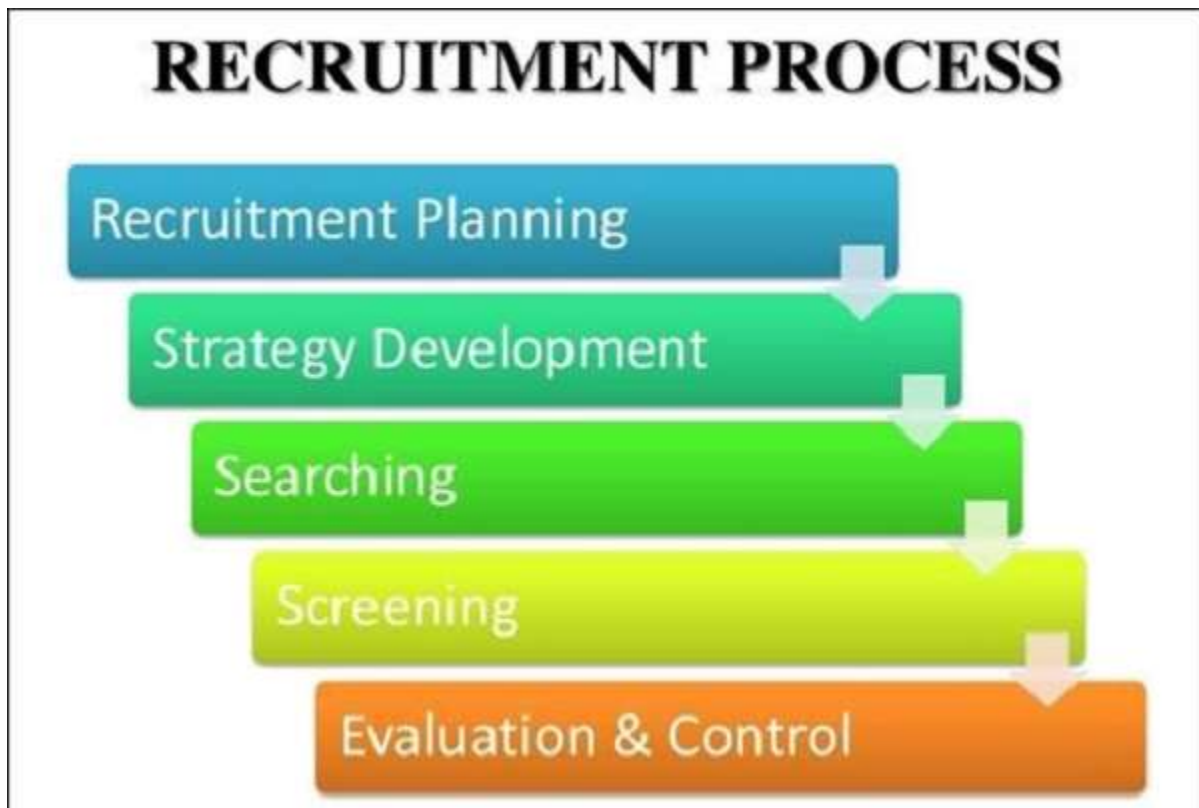 RECRUITMENT PROCESS
Recruitment Planning
Strategy Development
Searching
Screening
Evaluation & Control